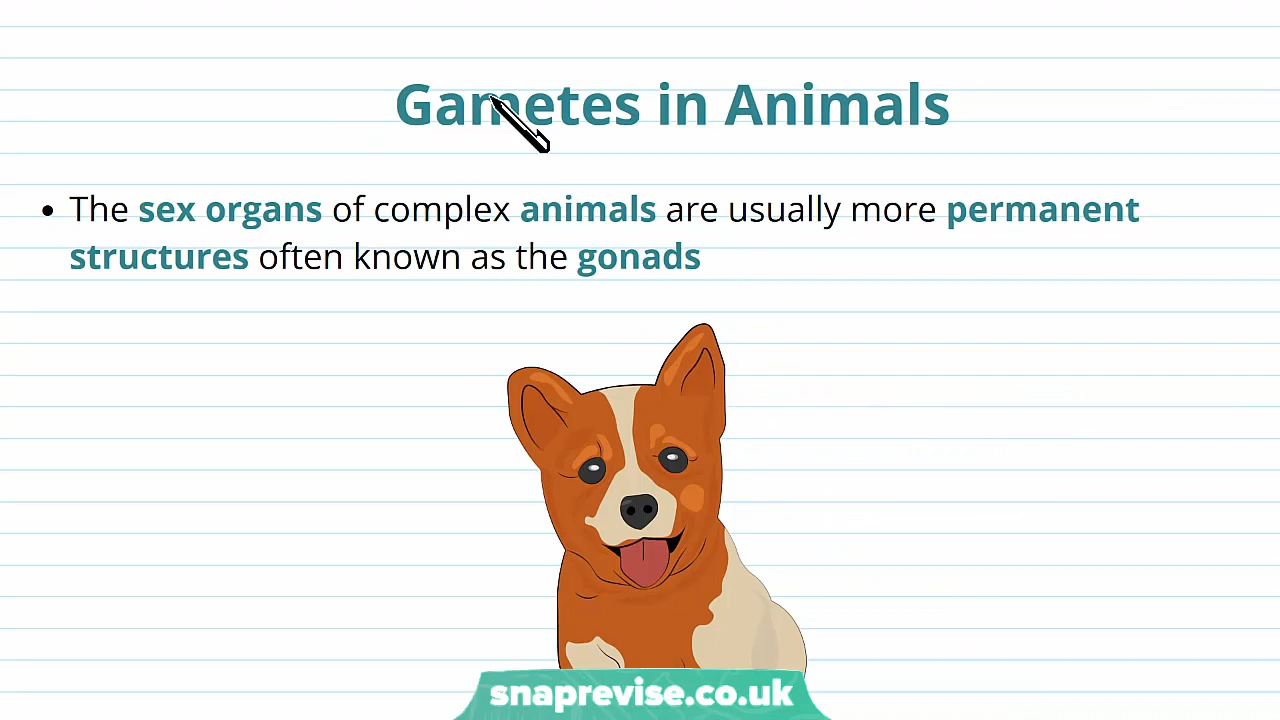 Gametes in Animals
• The sex organs of complex animals are usually more permanent
structures often known as the gonads
snaprevise.co.uk